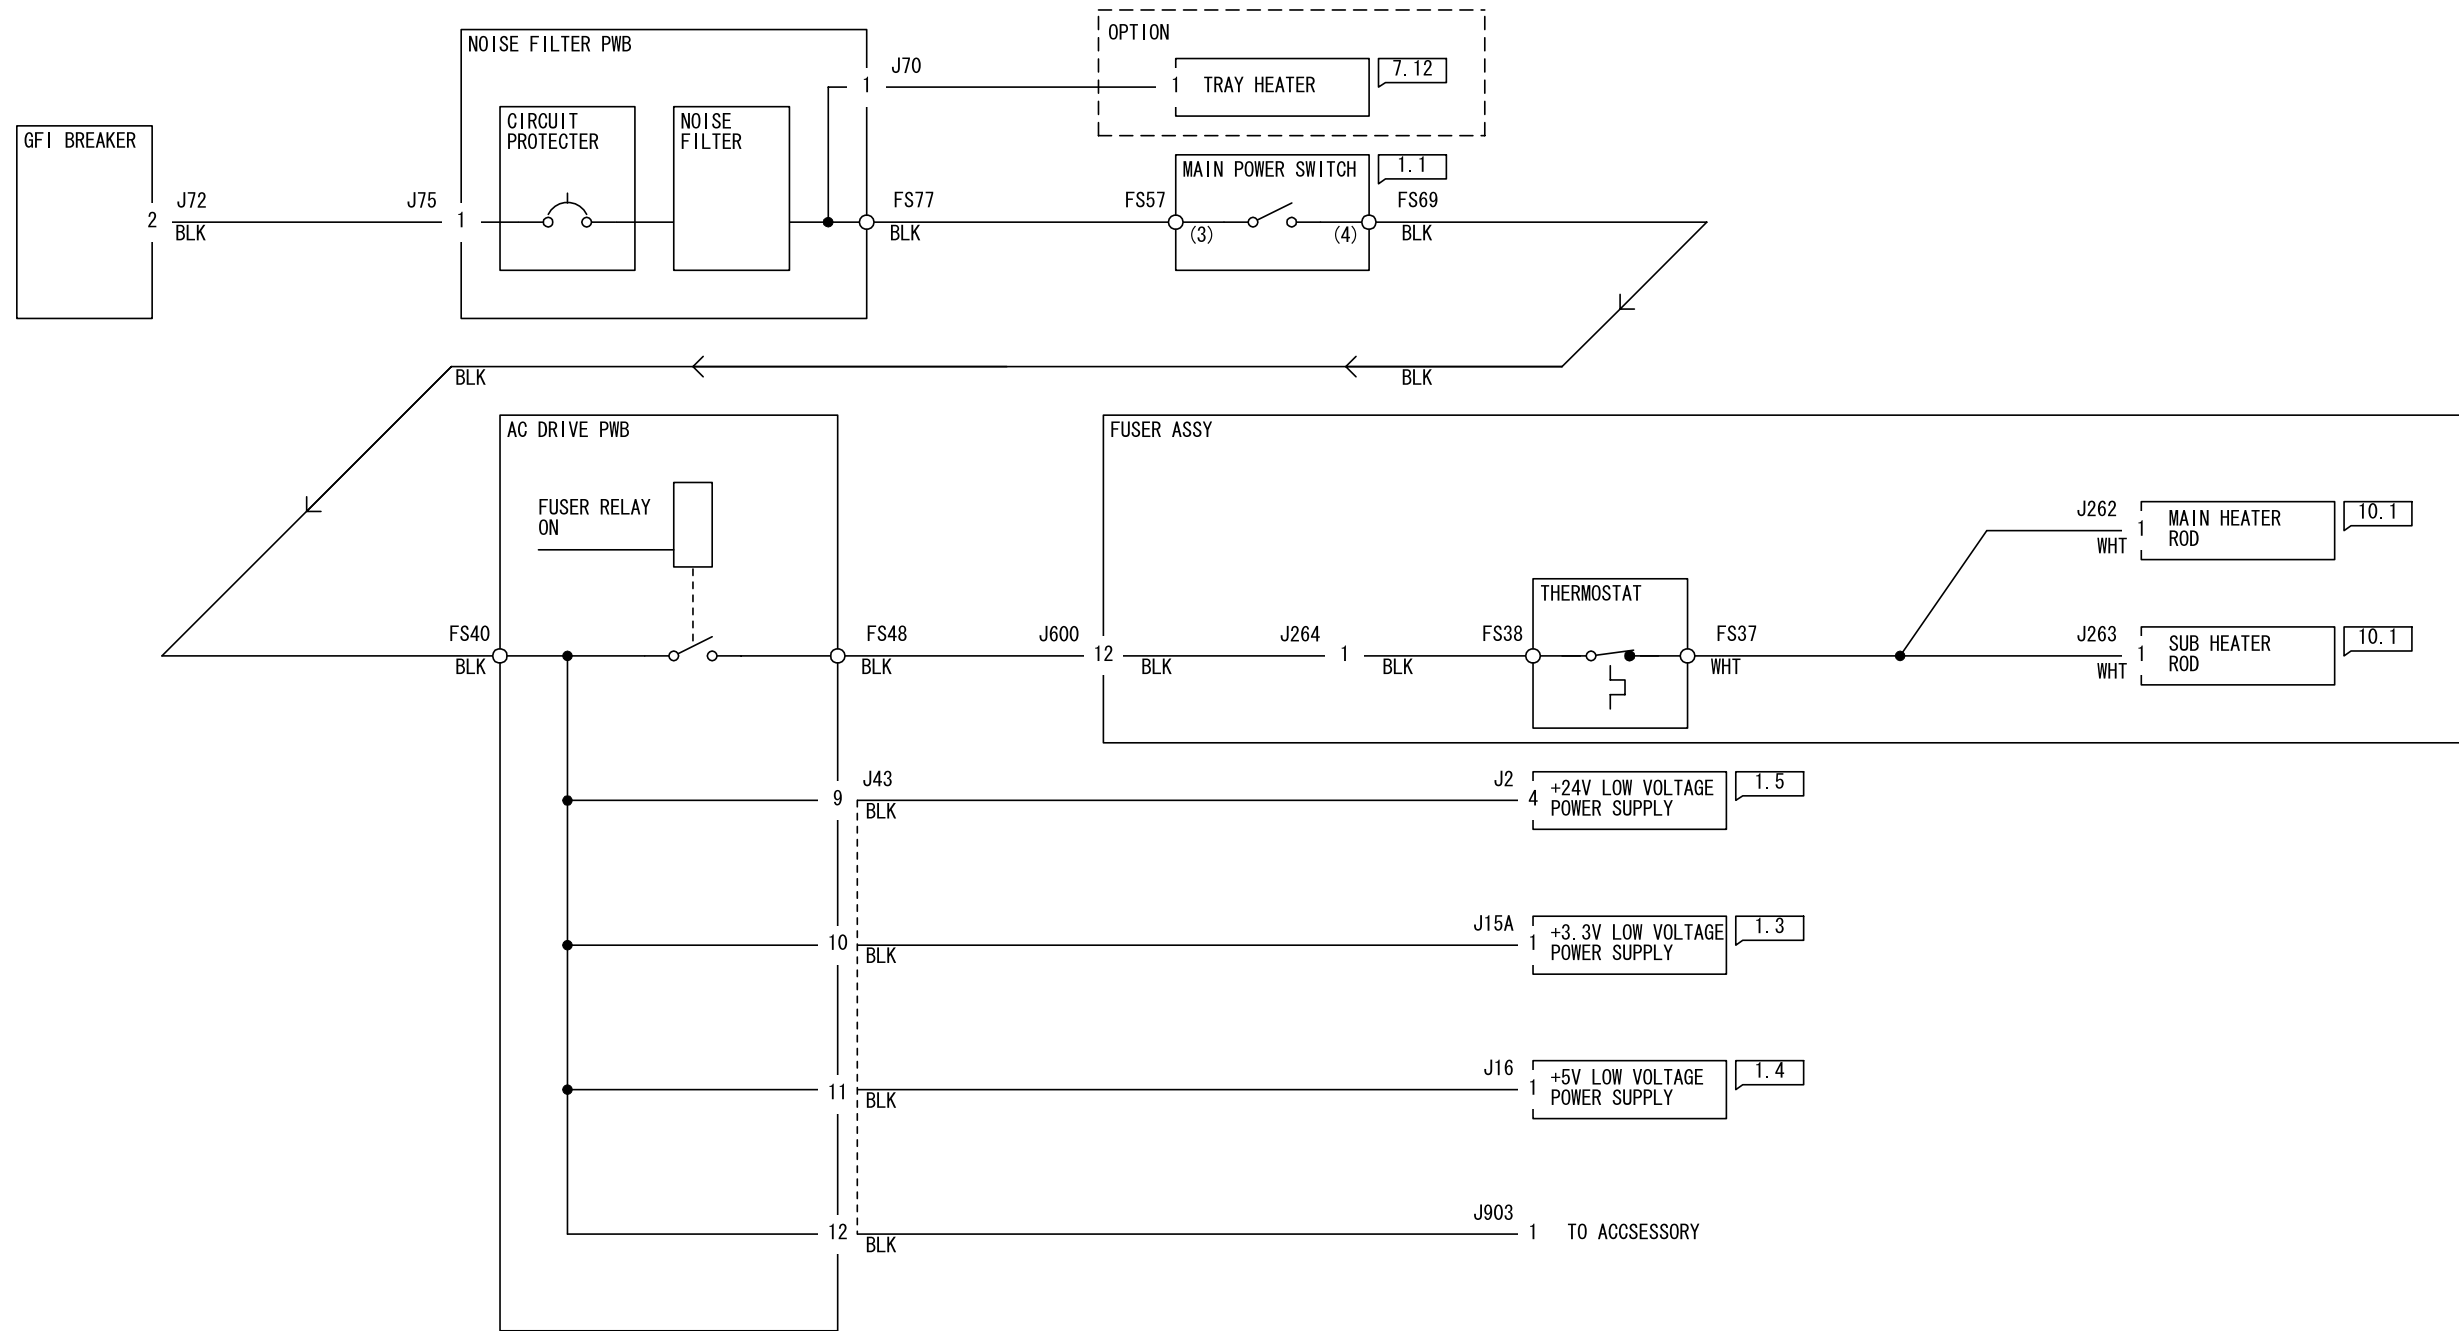 OPTION
NOISE FILTER PWB
J70
1
1
TRAY HEATER
7.12
GFI BREAKER
CIRCUIT
PROTECTER
NOISE
FILTER
MAIN POWER SWITCH
1.1
2
J72
BLK
J75
1
FS77
BLK
FS57
(3)
(4)
FS69
BLK
BLK
BLK
AC DRIVE PWB
FUSER ASSY
FUSER RELAY
ON
J262
1
WHT
MAIN HEATER
ROD
10.1
THERMOSTAT
FS40
BLK
FS48
BLK
J600
12
BLK
J264
1
BLK
FS38
FS37
WHT
J263
1
WHT
SUB HEATER
ROD
10.1
9
J43
BLK
J2
4
+24V LOW VOLTAGE
POWER SUPPLY
1.5
10
BLK
J15A
1
+3.3V LOW VOLTAGE
POWER SUPPLY
1.3
11
BLK
J16
1
+5V LOW VOLTAGE
POWER SUPPLY
1.4
12
BLK
J903
1
TO ACCSESSORY